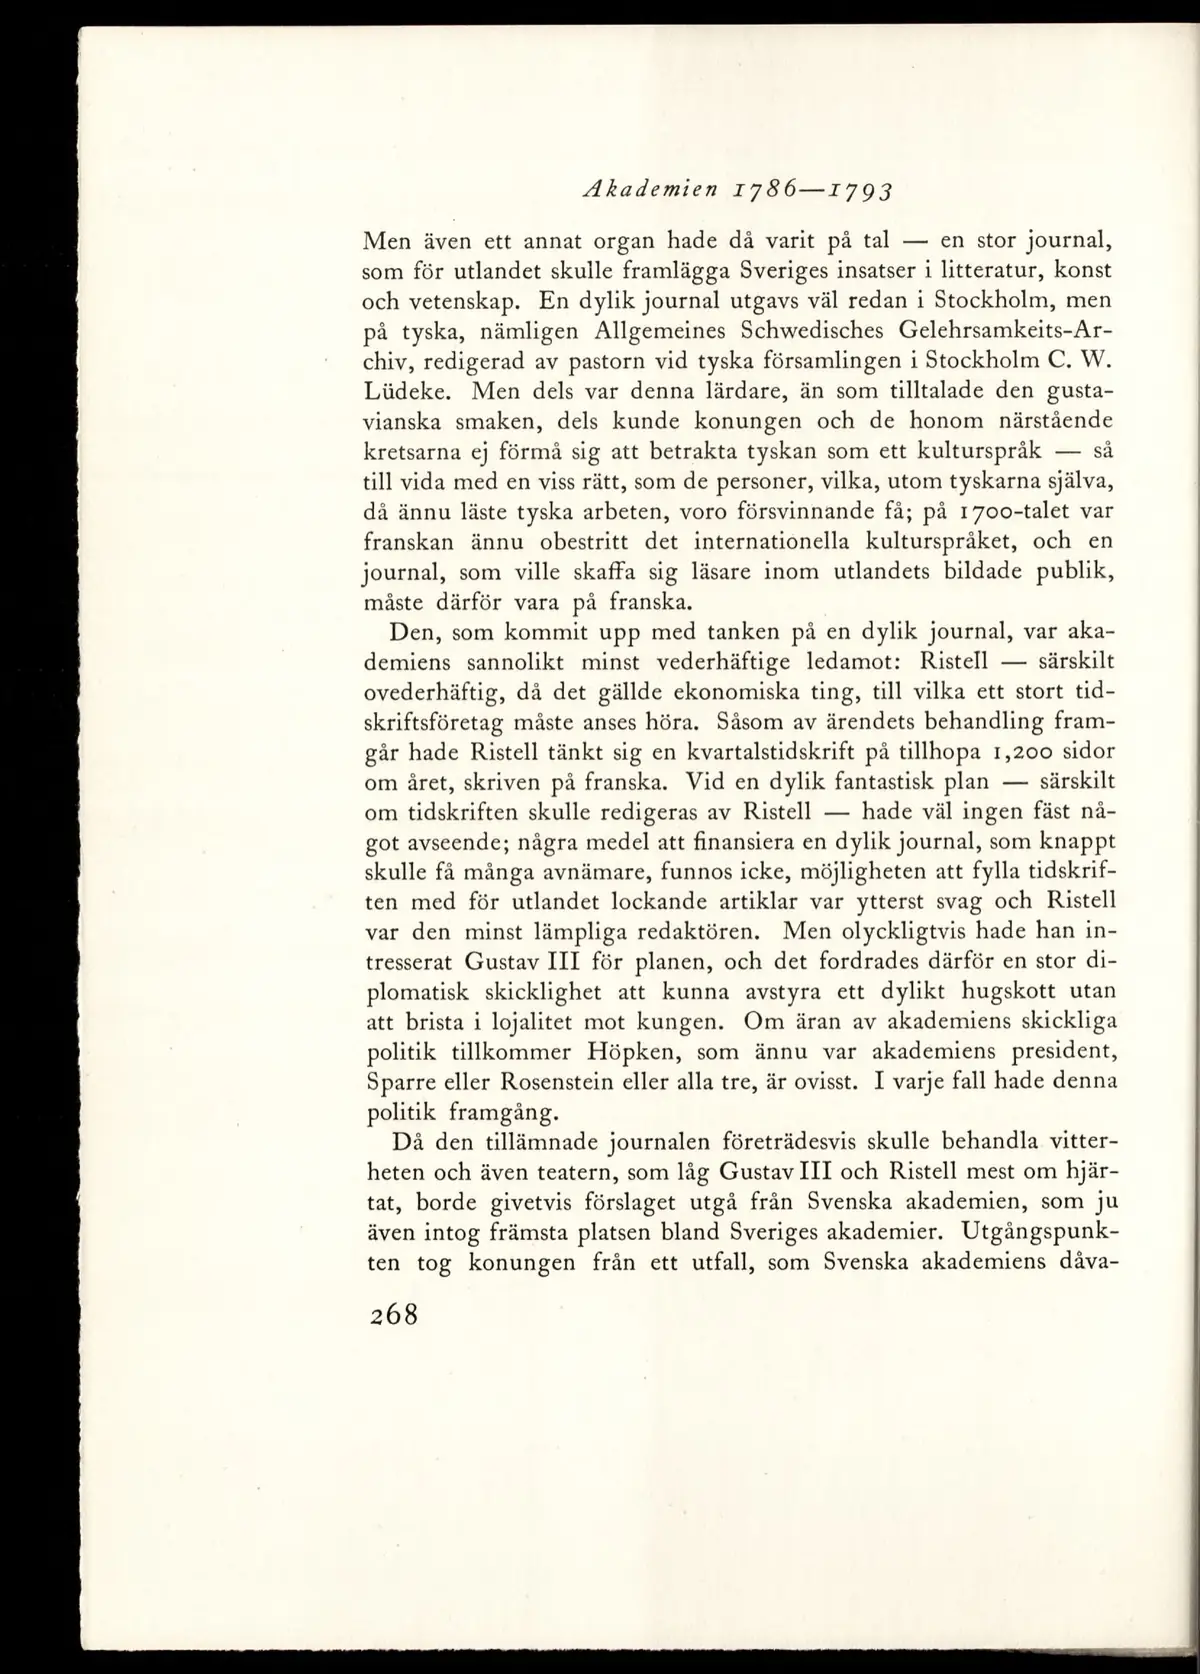 Akademien 1786—1793
Men även ett annat organ hade då varit på tal — en stor journal,
som för utlandet skulle framlägga Sveriges insatser i litteratur, konst
och vetenskap. En dylik journal utgavs väl redan i Stockholm, men
på tyska, nämligen Allgemeines Schwedisches Gelehrsamkeits-Ar-
chiv, redigerad av pastorn vid tyska församlingen i Stockholm C. W.
Lüdeke. Men dels var denna lärdare, än som tilltalade den gusta-
vianska smaken, dels kunde konungen och de honom närstående
kretsarna ej förmå sig att betrakta tyskan som ett kulturspråk — så
till vida med en viss rätt, som de personer, vilka, utom tyskarna själva,
då ännu läste tyska arbeten, voro försvinnande få; på 1700-talet var
franskan ännu obestritt det internationella kulturspråket, och en
journal, som ville skaffa sig läsare inom utlandets bildade publik,
måste därför vara på franska.
Den, som kommit upp med tanken på en dylik journal, var aka-
demiens sannolikt minst vederhäftige ledamot: Ristell — särskilt
ovederhäftig, då det gällde ekonomiska ting, till vilka ett stort tid-
skriftsföretag måste anses höra. Såsom av ärendets behandling fram-
går hade Ristell tänkt sig en kvartalstidskrift på tillhopa 1,200 sidor
om året, skriven på franska. Vid en dylik fantastisk plan — särskilt
om tidskriften skulle redigeras av Ristell — hade väl ingen fäst nå-
got avseende; några medel att finansiera en dylik journal, som knappt
skulle få många avnämare, funnos icke, möjligheten att fylla tidskrif-
ten med för utlandet lockande artiklar var ytterst svag och Ristell
var den minst lämpliga redaktören. Men olyckligtvis hade han in-
tresserat Gustav III för planen, och det fordrades därför en stor di-
plomatisk skicklighet att kunna avstyra ett dylikt hugskott utan
att brista i lojalitet mot kungen. Om äran av akademiens skickliga
politik tillkommer Höpken, som ännu var akademiens president,
Sparre eller Rosenstein eller alla tre, är ovisst. I varje fall hade denna
politik framgång.
Då den tillämnade journalen företrädesvis skulle behandla vitter-
heten och även teatern, som låg Gustav III och Ristell mest om hjär-
tat, borde givetvis förslaget utgå från Svenska akademien, som ju
även intog främsta platsen bland Sveriges akademier. Utgångspunk-
ten tog konungen från ett utfall, som Svenska akademiens dåva-
268